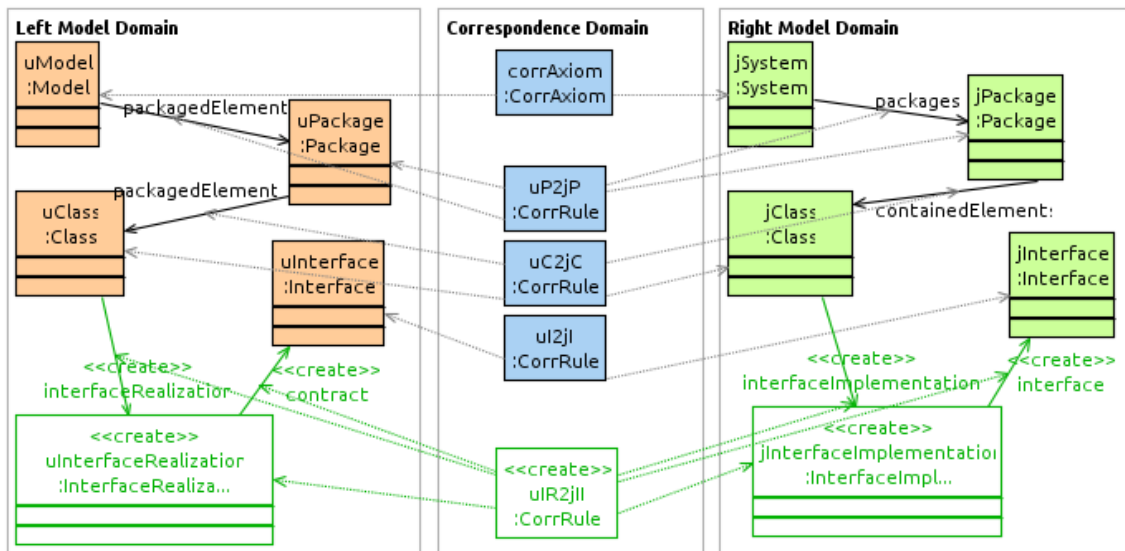 Left Model Domain
uModel
:Model
packagedElement
uPackage
:Package
packagedElement
uClass
:Class
uInterface
:Interface
<<create>>
interfaceRealization
<<create>>
contract
<<create>>
uInterfaceRealization
:InterfaceRealiza...
Correspondence Domain
corrAxiom
:CorrAxiom
uP2jP
:CorrRule
uC2jC
:CorrRule
uI2jI
:CorrRule
<<create>>
uIR2jII
:CorrRule
Right Model Domain
jSystem
:System
packages
jPackage
:Package
containedElements
jClass
:Class
jInterface
:Interface
<<create>>
interfaceImplementation
<<create>>
interface
<<create>>
jInterfaceImplementation
:InterfaceImpl...